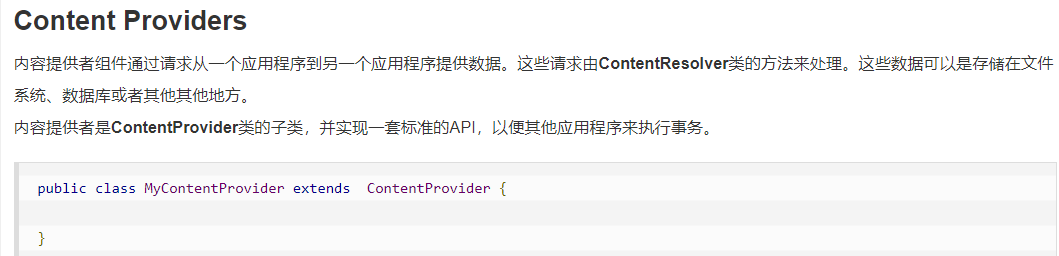 Content Providers
内容提供者组件通过请求从一个应用程序到另一个应用程序提供数据。这些请求由ContentResolver类的方法来处理。这些数据可以是存储在文件
系统、数据库或者其他其他地方。
内容提供者是ContentProvider类的子类，并实现一套标准的API，以便其他应用程序来执行事务。
public class MyContentProvider extends  ContentProvider {
}